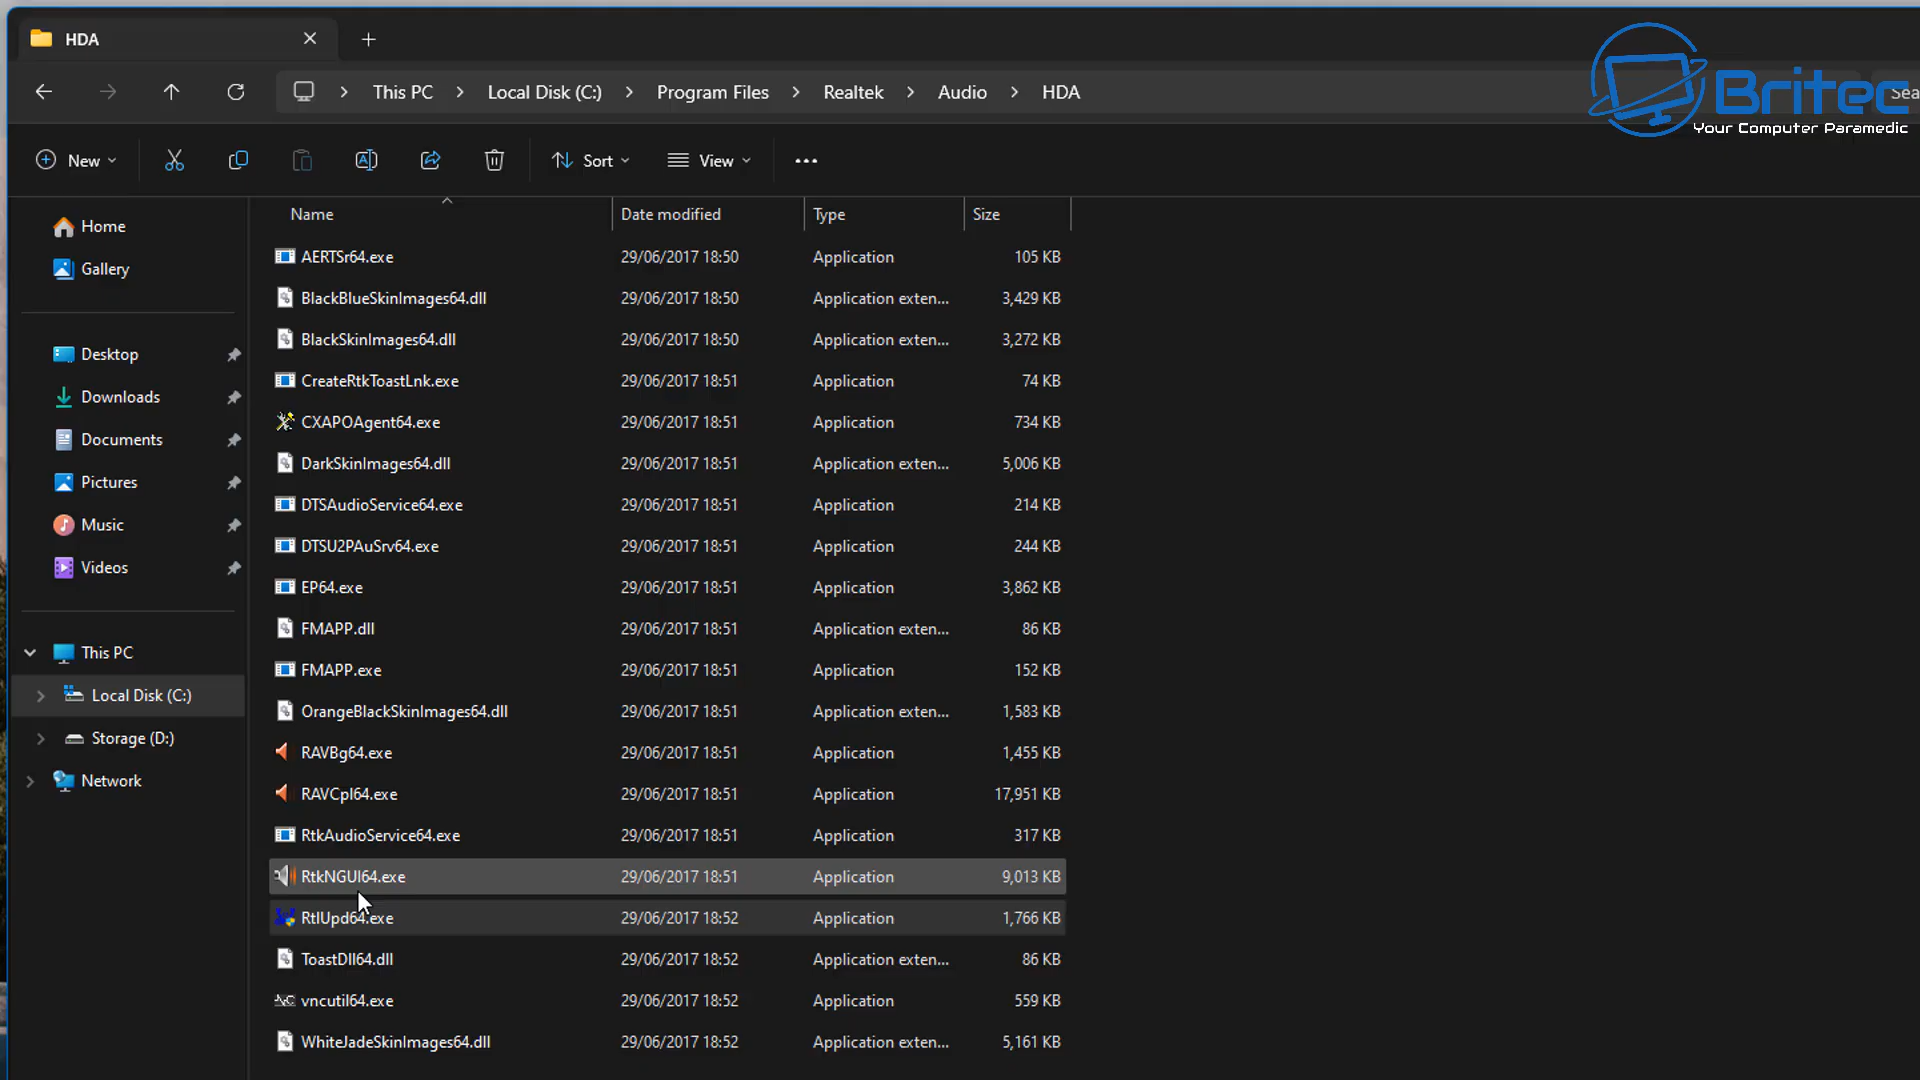 HDA
This PC > Local Disk (C:) > Program Files > Realtek > Audio > HDA
Sea
Britec
Your Computer Paramedic
New
Sort
View
Name Date modified Type Size
Home
Gallery
Desktop
Downloads
Documents
Pictures
Music
Videos
This PC
Local Disk (C:)
Storage (D:)
Network
AERTSr64.exe 29/06/2017 18:50 Application 105 KB
BlackBlueSkinImages64.dll 29/06/2017 18:50 Application exten... 3,429 KB
BlackSkinImages64.dll 29/06/2017 18:50 Application exten... 3,272 KB
CreateRtkToastLnk.exe 29/06/2017 18:51 Application 74 KB
CXAPOAgent64.exe 29/06/2017 18:51 Application 734 KB
DarkSkinImages64.dll 29/06/2017 18:51 Application exten... 5,006 KB
DTSAudioService64.exe 29/06/2017 18:51 Application 214 KB
DTSU2PAuSrv64.exe 29/06/2017 18:51 Application 244 KB
EP64.exe 29/06/2017 18:51 Application 3,862 KB
FMAPP.dll 29/06/2017 18:51 Application exten... 86 KB
FMAPP.exe 29/06/2017 18:51 Application 152 KB
OrangeBlackSkinImages64.dll 29/06/2017 18:51 Application exten... 1,583 KB
RAVBg64.exe 29/06/2017 18:51 Application 1,455 KB
RAVCpl64.exe 29/06/2017 18:51 Application 17,951 KB
RtkAudioService64.exe 29/06/2017 18:51 Application 317 KB
RtkNGUI64.exe 29/06/2017 18:51 Application 9,013 KB
RtlUpd64.exe 29/06/2017 18:52 Application 1,766 KB
ToastDll64.dll 29/06/2017 18:52 Application exten... 86 KB
vncutil64.exe 29/06/2017 18:52 Application 559 KB
WhiteJadeSkinImages64.dll 29/06/2017 18:52 Application exten... 5,161 KB